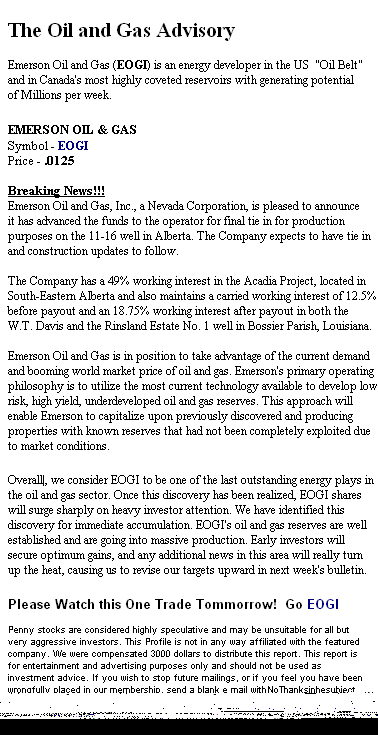 The Oil and Gas Advisory
Emerson Oil and Gas (EOGI) is an energy developer in the US "Oil Belt"
and in Canada's most highly coveted reservoirs with generating potential
of Millions per week.
EMERSON OIL & GAS
Symbol - EOGI
Price - .0125
Breaking News!!!
Emerson Oil and Gas, Inc., a Nevada Corporation, is pleased to announce
it has advanced the funds to the operator for final tie in for production
purposes on the 11-16 well in Alberta. The Company expects to have tie in
and construction updates to follow.
The Company has a 49% working interest in the Acadia Project, located in
South-Eastern Alberta and also maintains a carried working interest of 12.5%
before payout and an 18.75% working interest after payout in both the
W.T. Davis and the Rinsland Estate No. 1 well in Bossier Parish, Louisiana.
Emerson Oil and Gas is in position to take advantage of the current demand
and booming world market price of oil and gas. Emerson's primary operating
philosophy is to utilize the most current technology available to develop low
risk, high yield, underdeveloped oil and gas reserves. This approach will
enable Emerson to capitalize upon previously discovered and producing
properties with known reserves that had not been completely exploited due
to market conditions.
Overall, we consider EOGI to be one of the last outstanding energy plays in
the oil and gas sector. Once this discovery has been realized, EOGI shares
will surge sharply on heavy investor attention. We have identified this
discovery for immediate accumulation. EOGI's oil and gas reserves are well
established and are going into massive production. Early investors will
secure optimum gains, and any additional news in this area will really turn
up the heat, causing us to revise our targets upward in next week's bulletin.
Please Watch this One Trade Tommorrow! Go EOGI
Penny stocks are considered highly speculative and may be unsuitable for all but
very aggressive investors. This Profile is not in any way affiliated with the featured
company. We were compensated 3000 dollars to distribute this report. This report is
for entertainment and advertising purposes only and should not be used as
investment advice. If you wish to stop future mailings, or if you feel you have been
wrongfully placed in our membership, send a blank e mail withNoThanksinthesubject ...